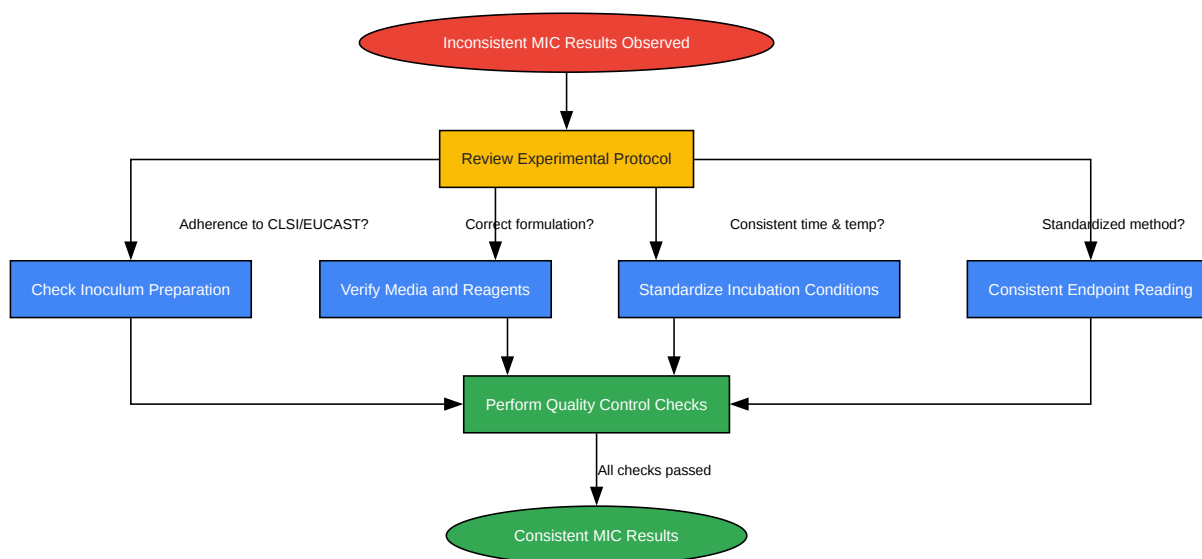 Inconsistent MIC Results Observed
Review Experimental Protocol
Adherence to CLSI/EUCAST?
Correct formulation?
Consistent time & temp?
Standardized method?
Check Inoculum Preparation
Verify Media and Reagents
Standardize Incubation Conditions
Consistent Endpoint Reading
Perform Quality Control Checks
All checks passed
Consistent MIC Results